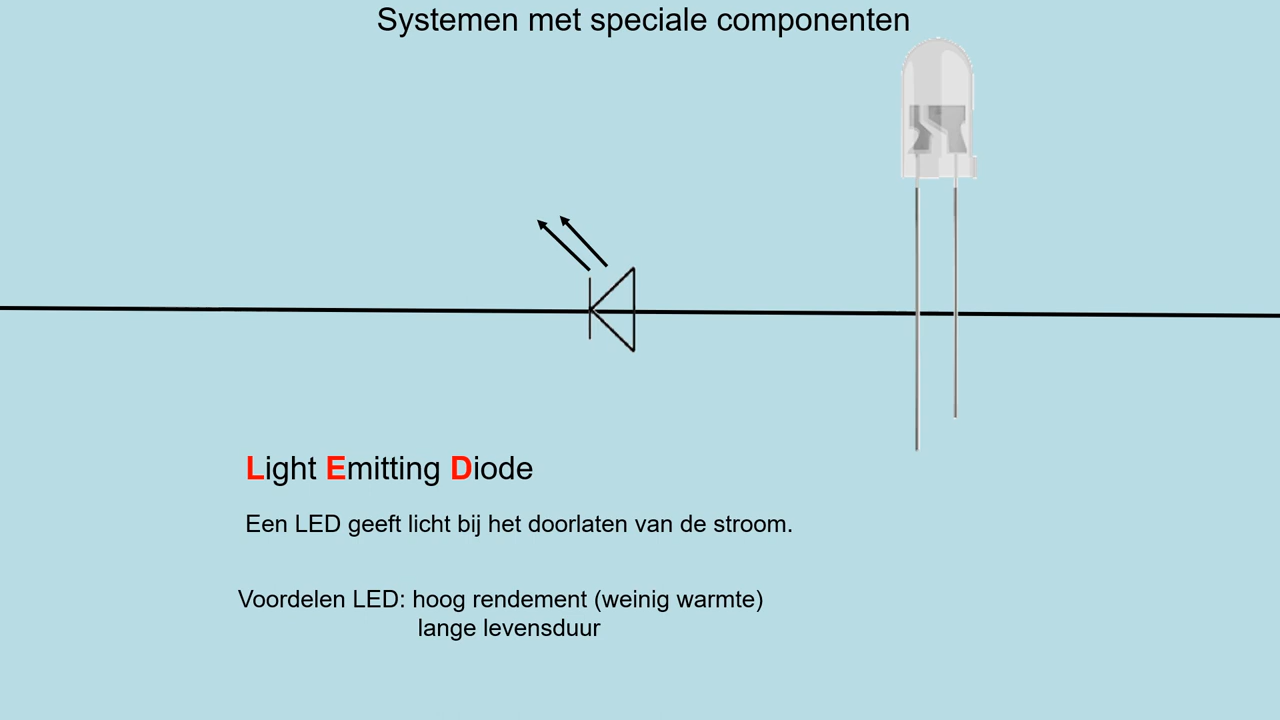 Systemen met speciale componenten
Light Emitting Diode
Een LED geeft licht bij het doorlaten van de stroom.
Voordelen LED: hoog rendement (weinig warmte)
lange levensduur